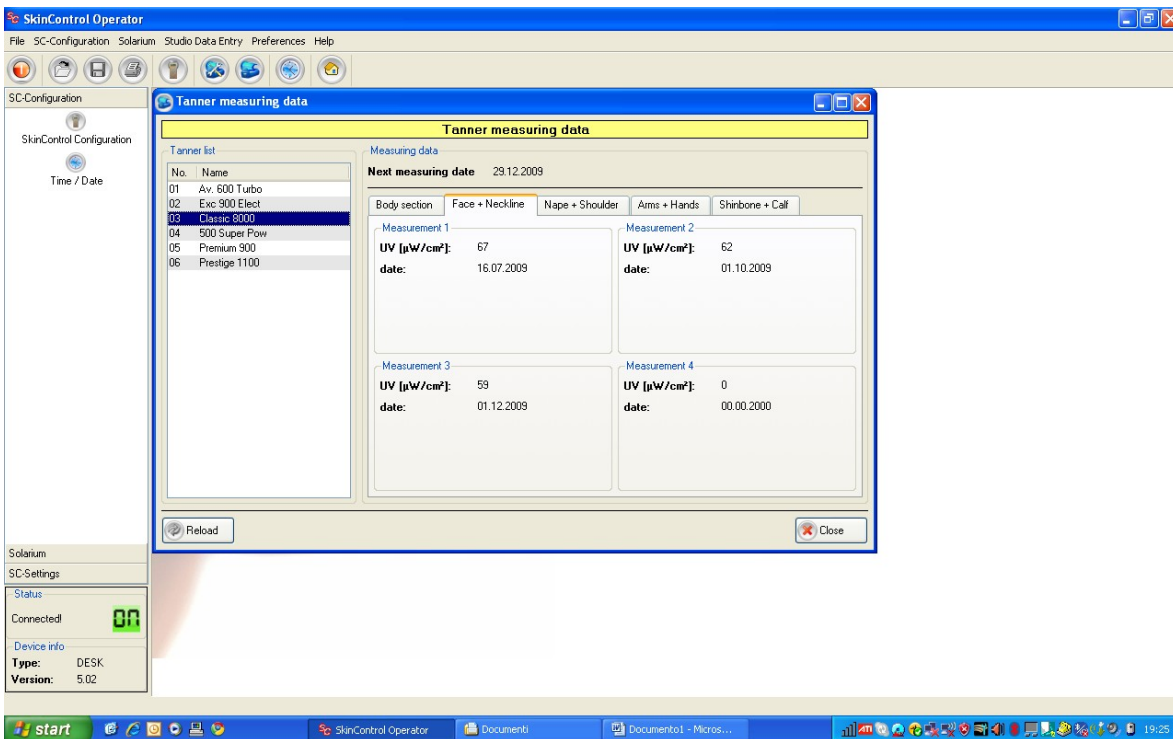 SkinControl Operator
File SC-Configuration Solarium Studio Data Entry Preferences Help
SC-Configuration
SkinControl Configuration
Time / Date
Tanner measuring data
Tanner measuring data
Tanner list
No. Name
01 Av. 600 Turbo
02 Exc 900 Elect
03 Classic 8000
04 500 Super Pow
05 Premium 900
06 Prestige 1100
Measuring data
Next measuring date 29.12.2009
Body section Face + Neckline Nape + Shoulder Arms + Hands Shinbone + Calf
Measurement 1
UV [µW/cm²]: 67
date: 16.07.2009
Measurement 2
UV [µW/cm²]: 62
date: 01.10.2009
Measurement 3
UV [µW/cm²]: 59
date: 01.12.2009
Measurement 4
UV [µW/cm²]: 0
date: 00.00.2000
Reload
Close
Solarium
SC-Settings
Status
Connected! ON
Device info
Type: DESK
Version: 5.02
start SkinControl Operator Documenti Documento1 - Micros... 19:25